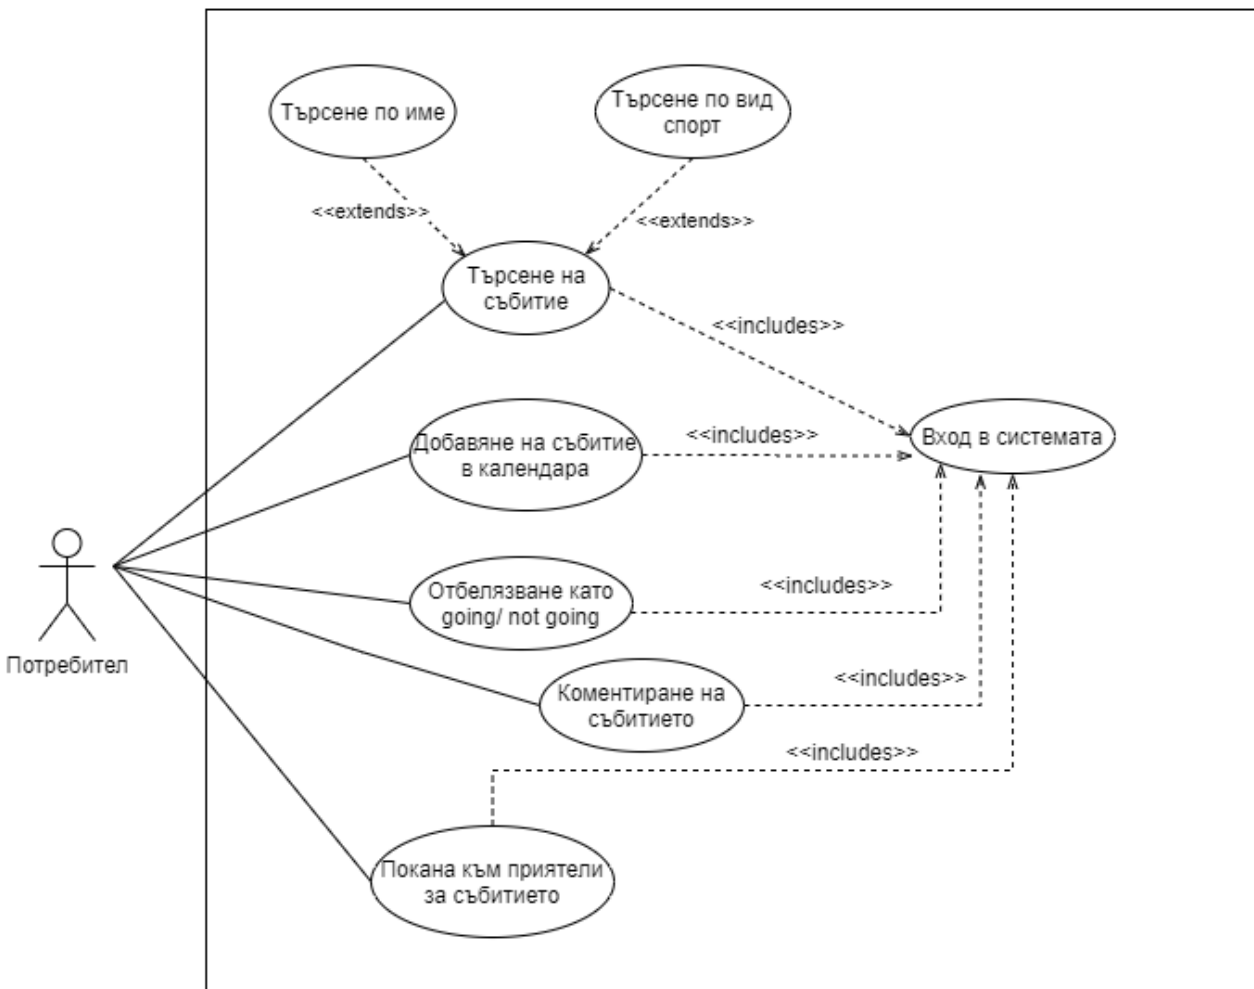 Търсене по име
Търсене по вид
спорт
<<extends>>
<<extends>>
Търсене на
събитие
<<includes>>
Добавяне на събитие
в календара
<<includes>>
Вход в системата
Отбелязване като
going/ not going
<<includes>>
Потребител
Коментиране на
събитието
<<includes>>
<<includes>>
Покана към приятели
за събитието